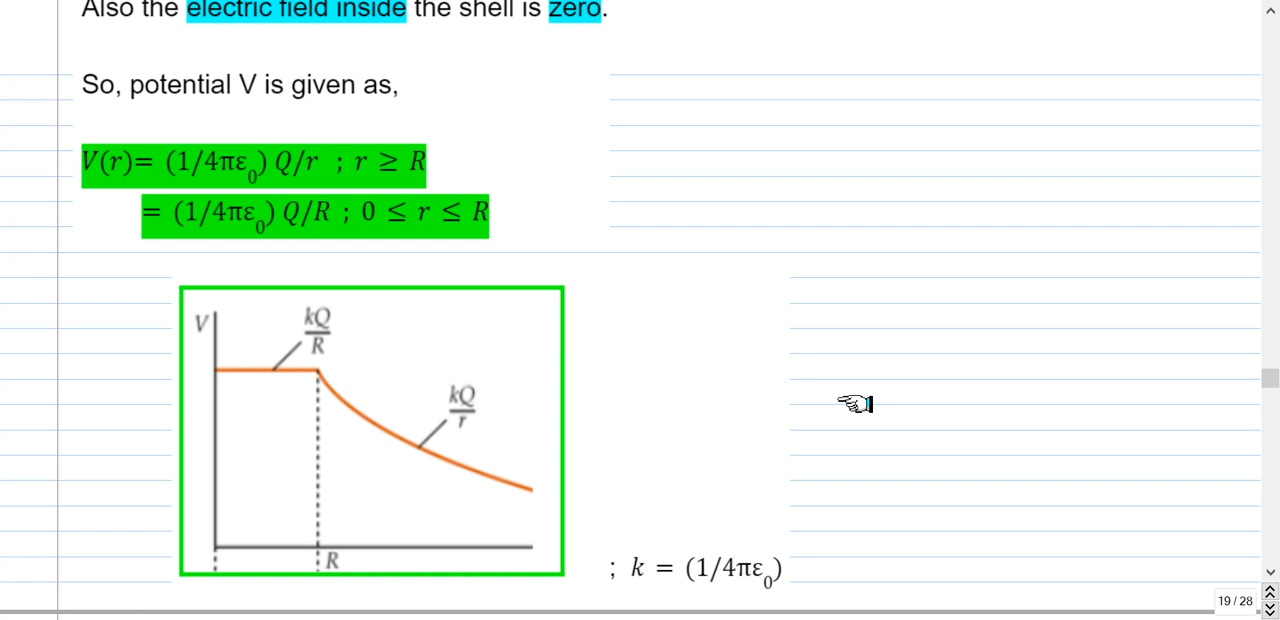 Also the electric field inside the shell is zero.
So, potential V is given as,
V(r)= (1/4πε₀) Q/r ; r ≥ R
= (1/4πε₀) Q/R ; 0 ≤ r ≤ R
V
kQ/R
kQ/r
R
; k = (1/4πε₀)
19 / 28